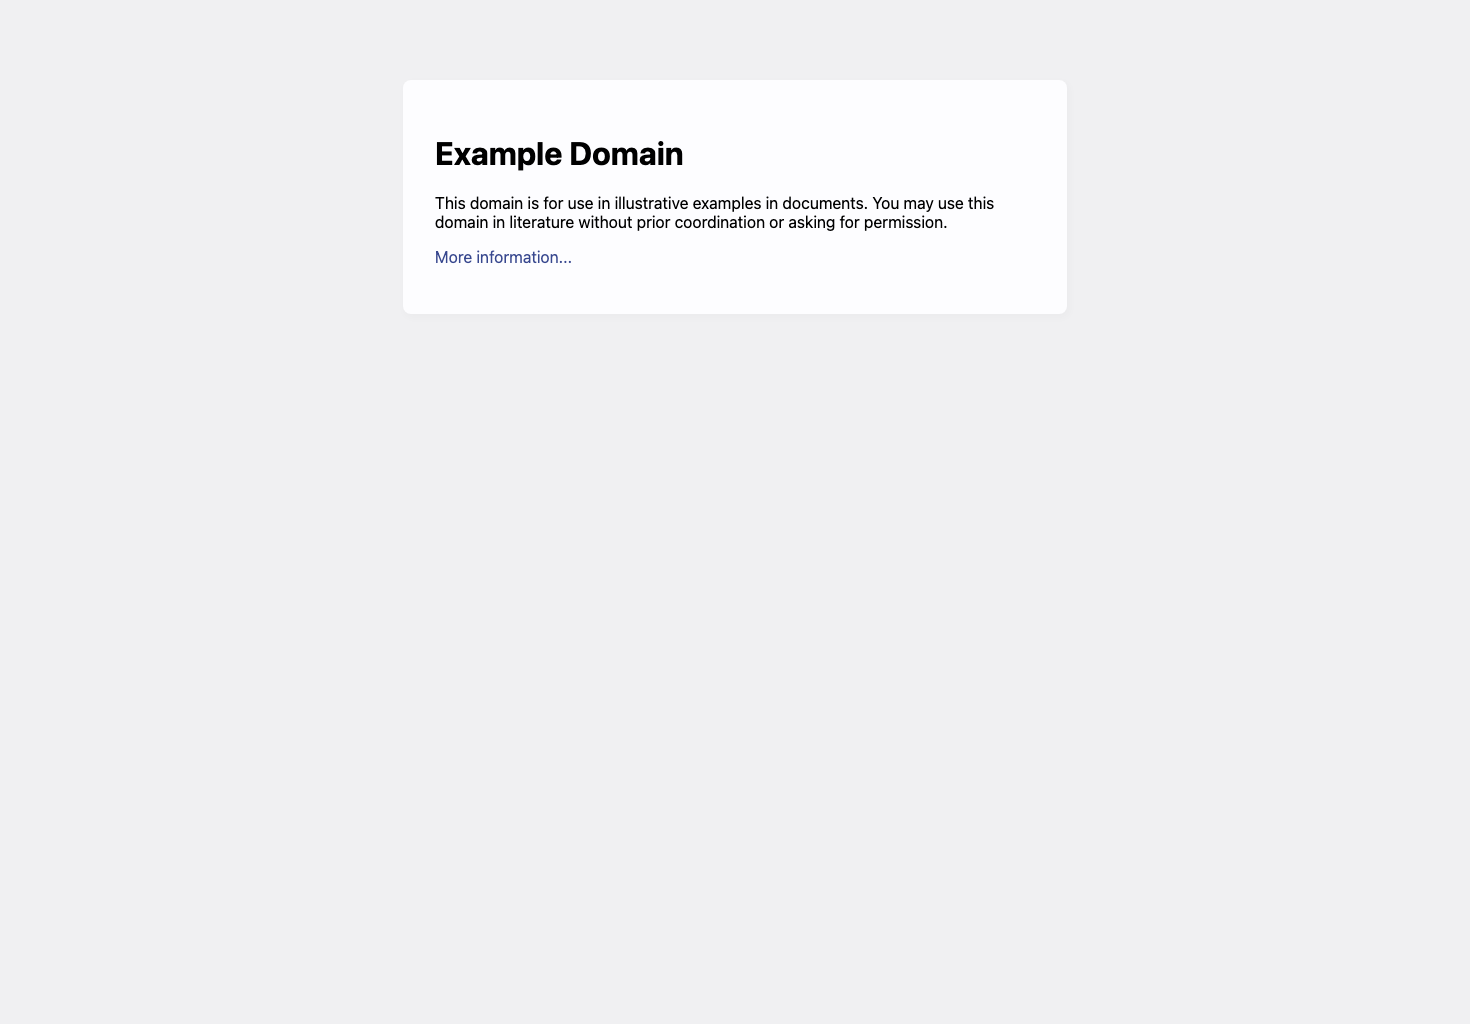 Example Domain
This domain is for use in illustrative examples in documents. You may use this
domain in literature without prior coordination or asking for permission.
More information...